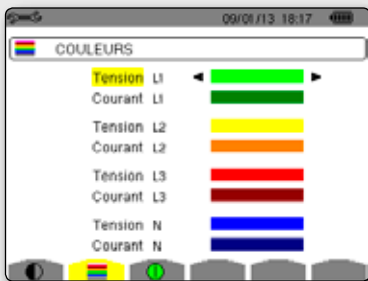 09/01/13 18:17
COULEURS
Tension L1
Courant L1
Tension L2
Courant L2
Tension L3
Courant L3
Tension N
Courant N